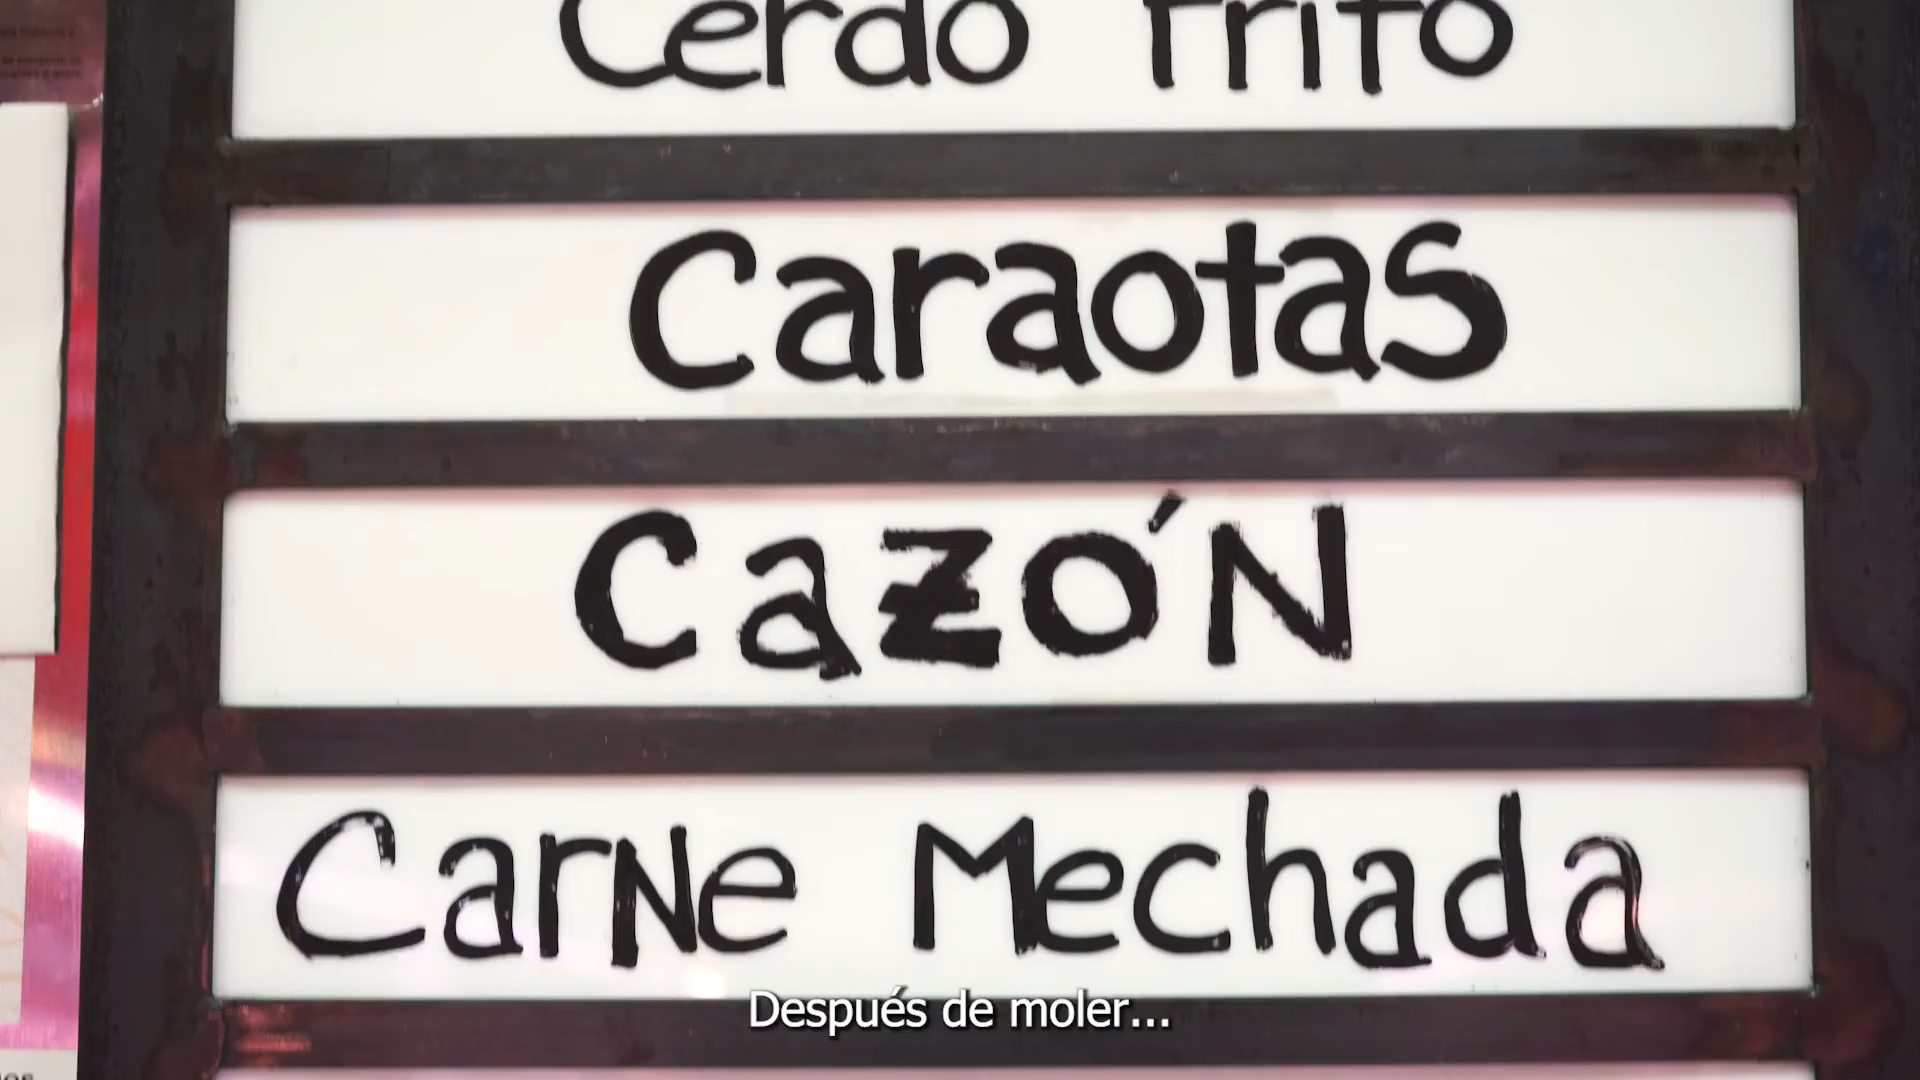 Cerdo frito
Caraotas
CazóN
CarNe Mechada
Después de moler...